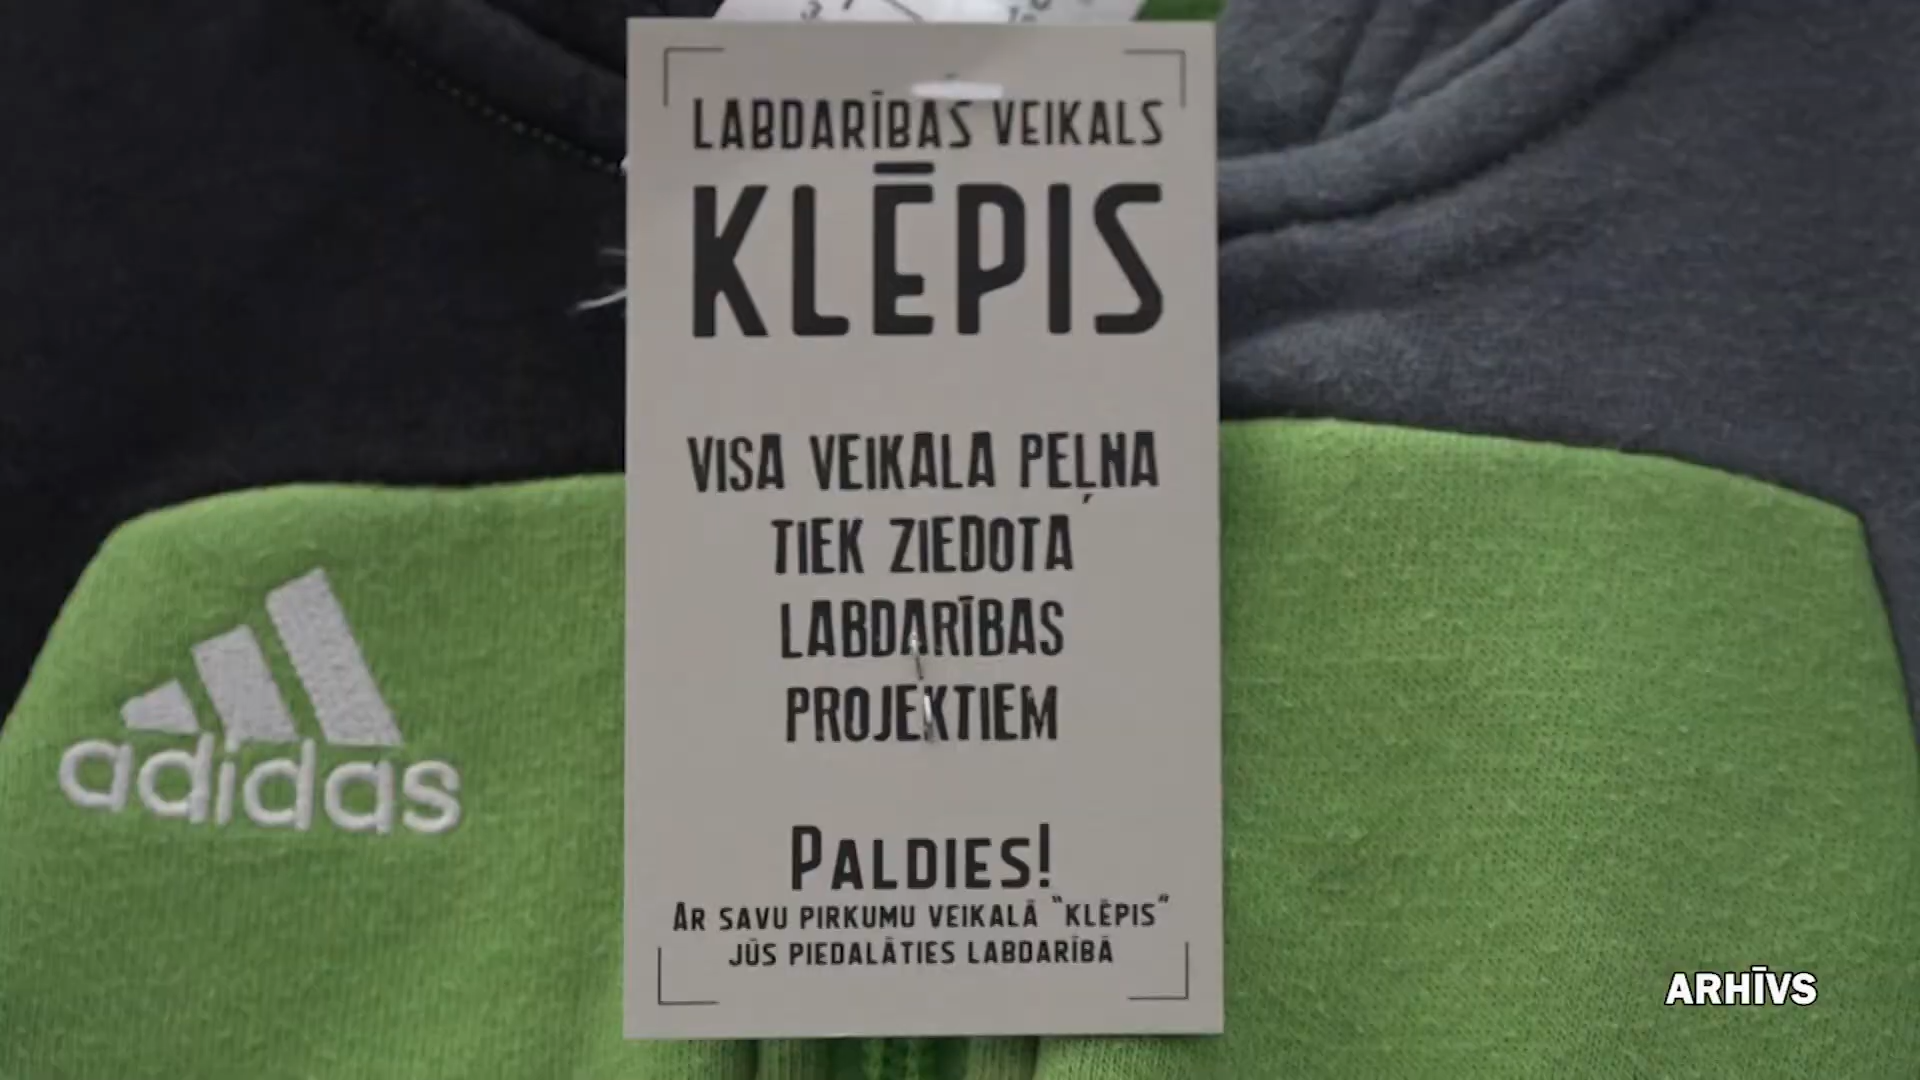 LABDARĪBAS VEIKALS
KLĒPIS
VISA VEIKALA PEĻŅA
TIEK ZIEDOTA
LABDARĪBAS
PROJEKTIEM
PALDIES!
AR SAVU PIRKUMU VEIKALĀ "KLĒPIS"
JŪS PIEDALĀTIES LABDARĪBĀ
adidas
ARHĪVS